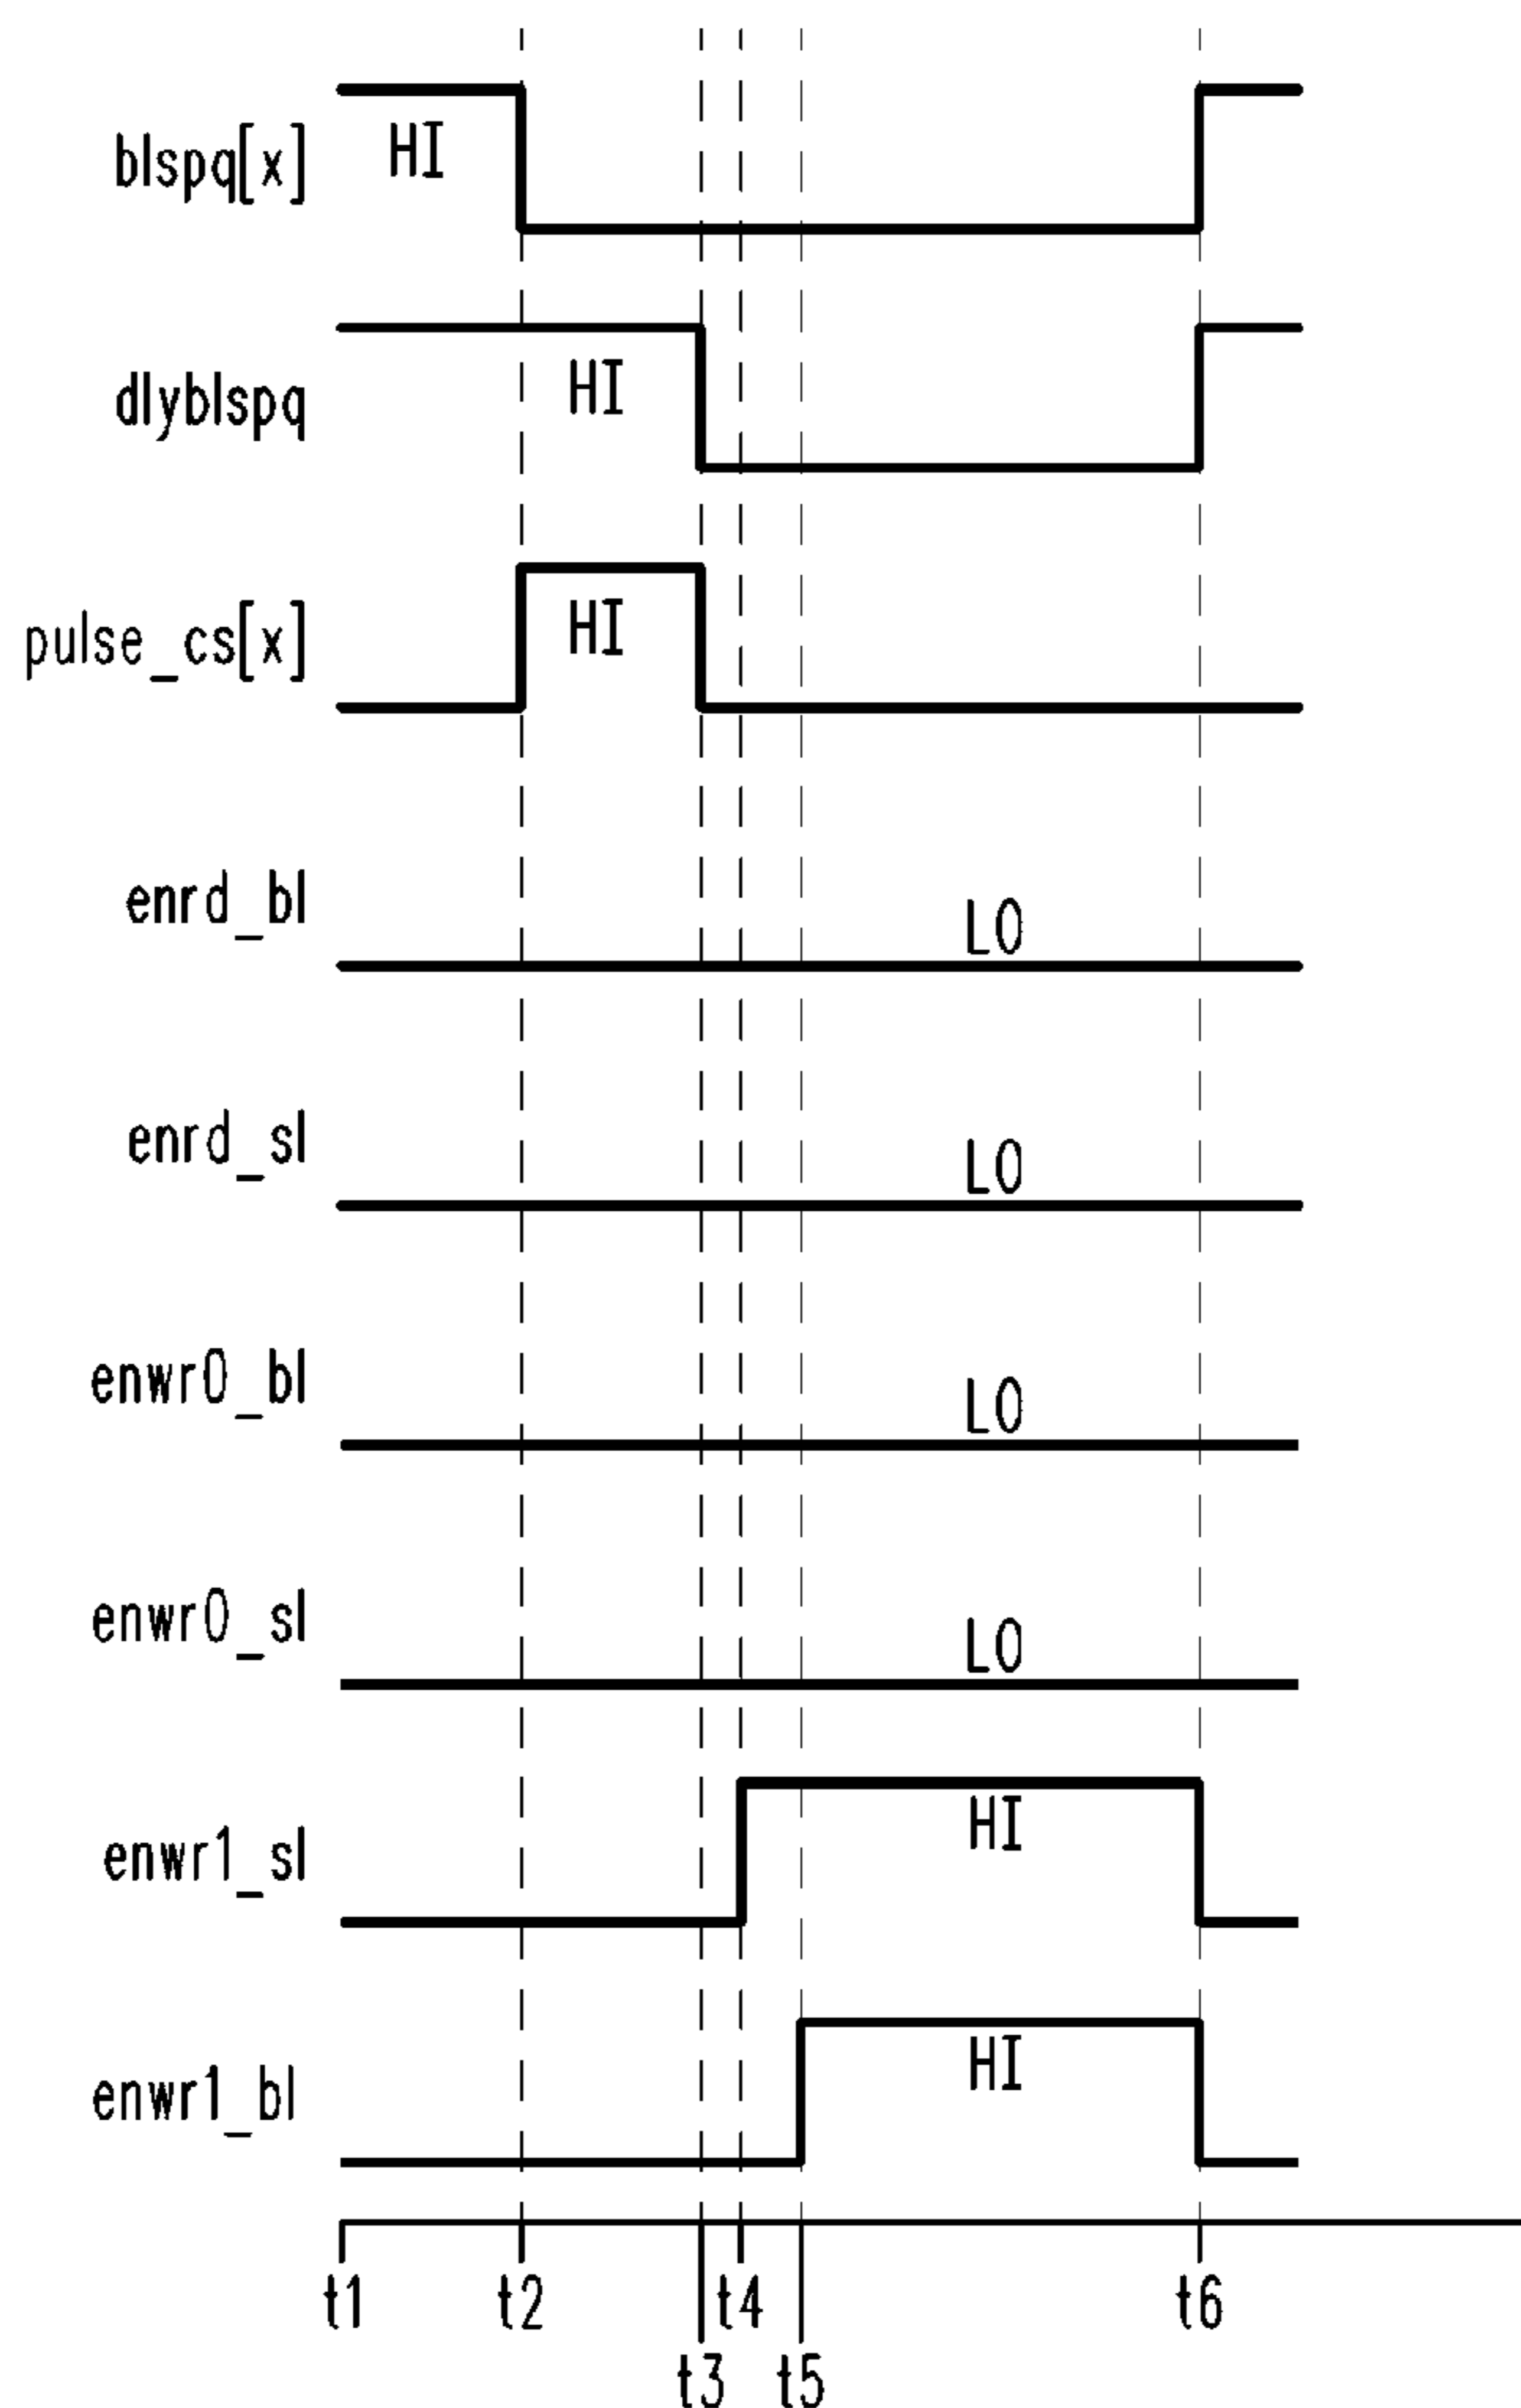 blspq[x] HI
dlyblspq HI
pulse_cs[x] HI
enrd_bl LO
enrd_sl LO
enwr0_bl LO
enwr0_sl LO
enwr1_sl HI
enwr1_bl HI
t1 t2 t4 t6
t3 t5